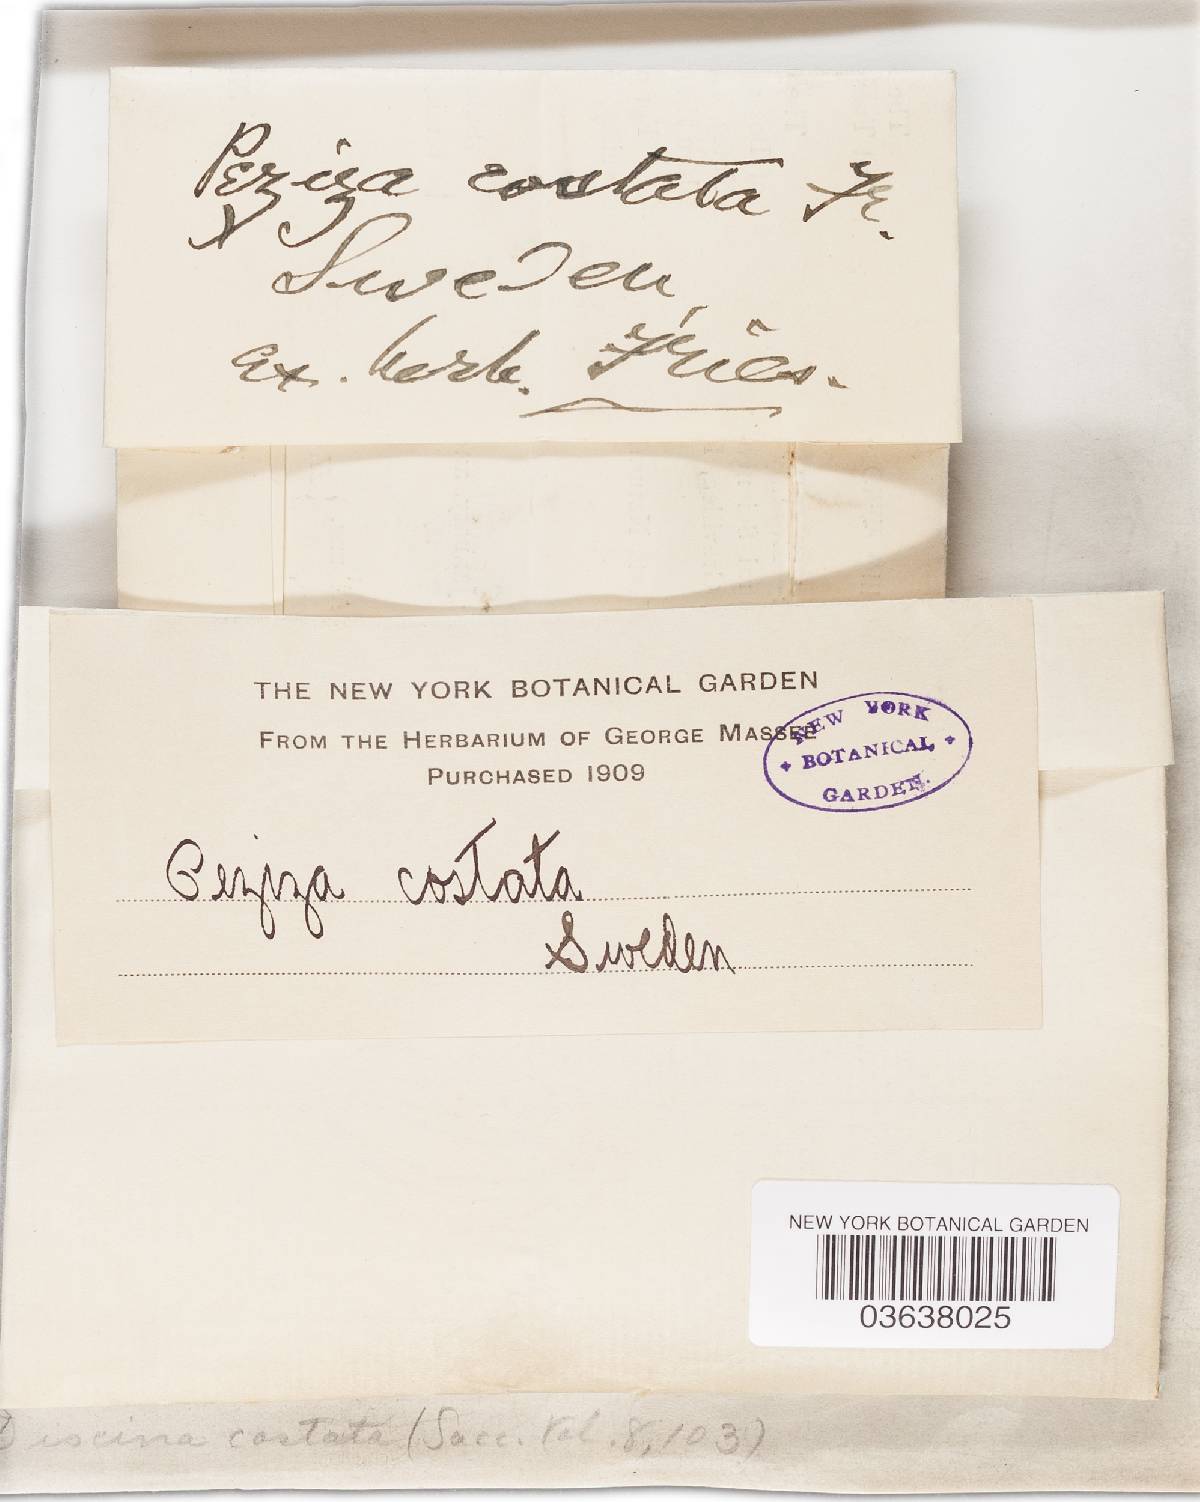 Peziza costata Fr.
Sweden,
ex. herb. Fries.
THE NEW YORK BOTANICAL GARDEN
FROM THE HERBARIUM OF GEORGE MASSEE
PURCHASED 1909
NEW YORK
BOTANICAL
GARDEN.
Peziza costata
Sweden
NEW YORK BOTANICAL GARDEN
03638025
Discina costata (Sacc. Vol. 8, 103)